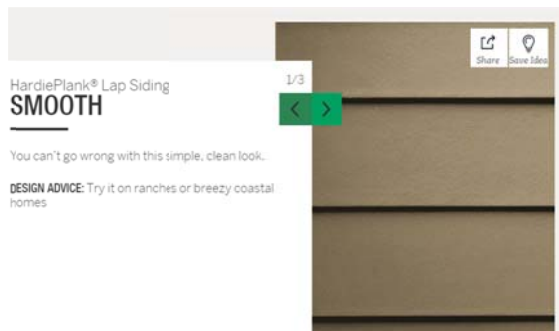 Share
Save Idea
HardiePlank® Lap Siding
1/3
SMOOTH
You can't go wrong with this simple, clean look.
DESIGN ADVICE: Try it on ranches or breezy coastal
homes